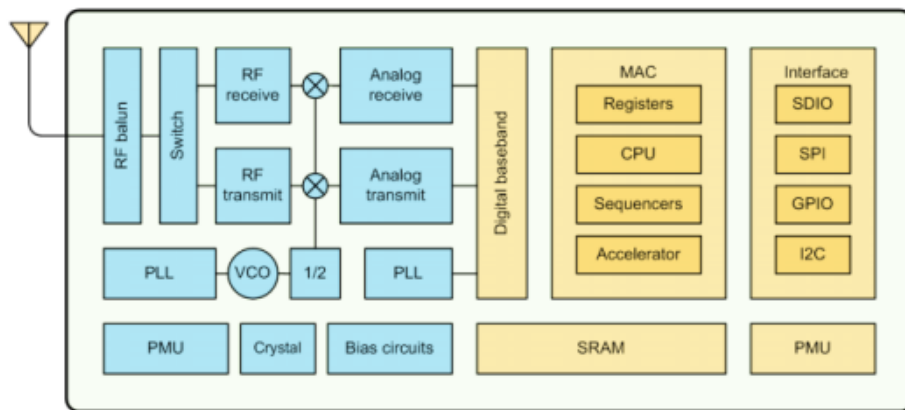 RF balun
Switch
RF
receive
Analog
receive
RF
transmit
Analog
transmit
PLL
VCO
1/2
PLL
Digital baseband
MAC
Registers
CPU
Sequencers
Accelerator
Interface
SDIO
SPI
GPIO
I2C
PMU
Crystal
Bias circuits
SRAM
PMU